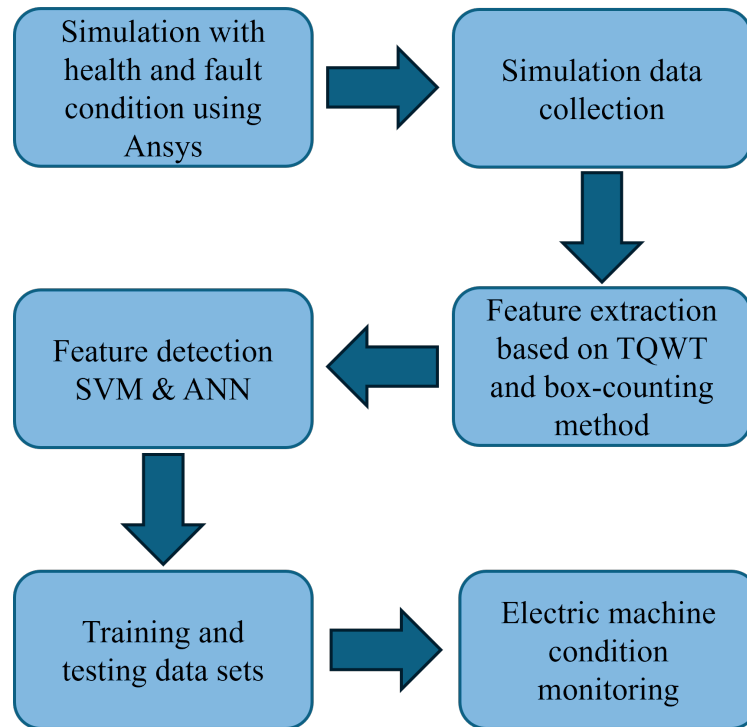 Simulation with
health and fault
condition using
Ansys
Simulation data
collection
Feature extraction
based on TQWT
and box-counting
method
Feature detection
SVM & ANN
Training and
testing data sets
Electric machine
condition
monitoring